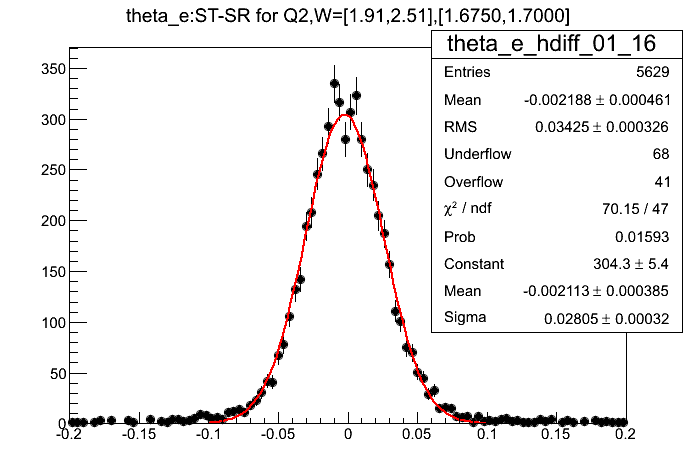 theta_e:ST-SR for Q2,W=[1.91,2.51],[1.6750,1.7000]
theta_e_hdiff_01_16
Entries 5629
Mean -0.002188 ± 0.000461
RMS 0.03425 ± 0.000326
Underflow 68
Overflow 41
χ² / ndf 70.15 / 47
Prob 0.01593
Constant 304.3 ± 5.4
Mean -0.002113 ± 0.000385
Sigma 0.02805 ± 0.00032
350
300
250
200
150
100
50
0
-0.2 -0.15 -0.1 -0.05 0 0.05 0.1 0.15 0.2